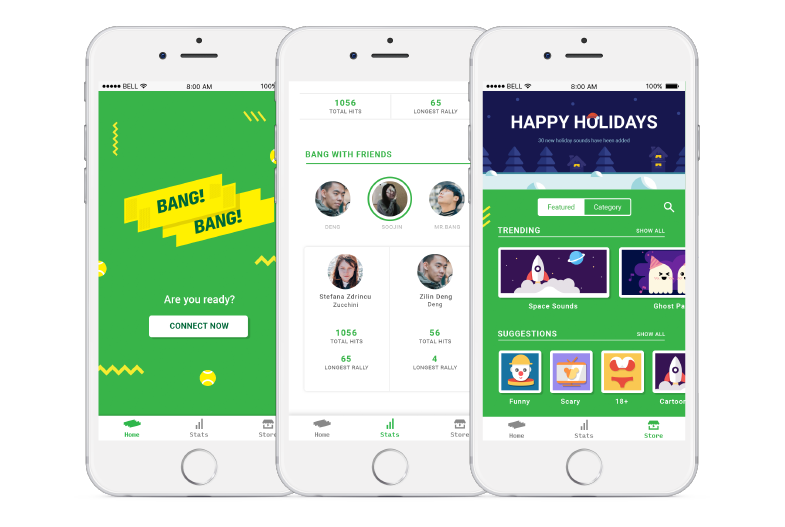 ●●●●● BELL 8:00 AM 100%
BANG!
BANG!
Are you ready?
CONNECT NOW
Home Stats Store
1056 65
TOTAL HITS LONGEST RALLY
BANG WITH FRIENDS
DENG SOOJIN MR.BANG
Stefana Zdrincu Zilin Deng
Zucchini Deng
1056 56
TOTAL HITS TOTAL HITS
65 4
LONGEST RALLY LONGEST RALLY
Home Stats Store
●●●●● BELL 8:00 AM 100%
HAPPY HOLIDAYS
30 new holiday sounds have been added
Featured Category
TRENDING SHOW ALL
Space Sounds Ghost Pa
SUGGESTIONS SHOW ALL
Funny Scary 18+ Cartoon
Home Stats Store